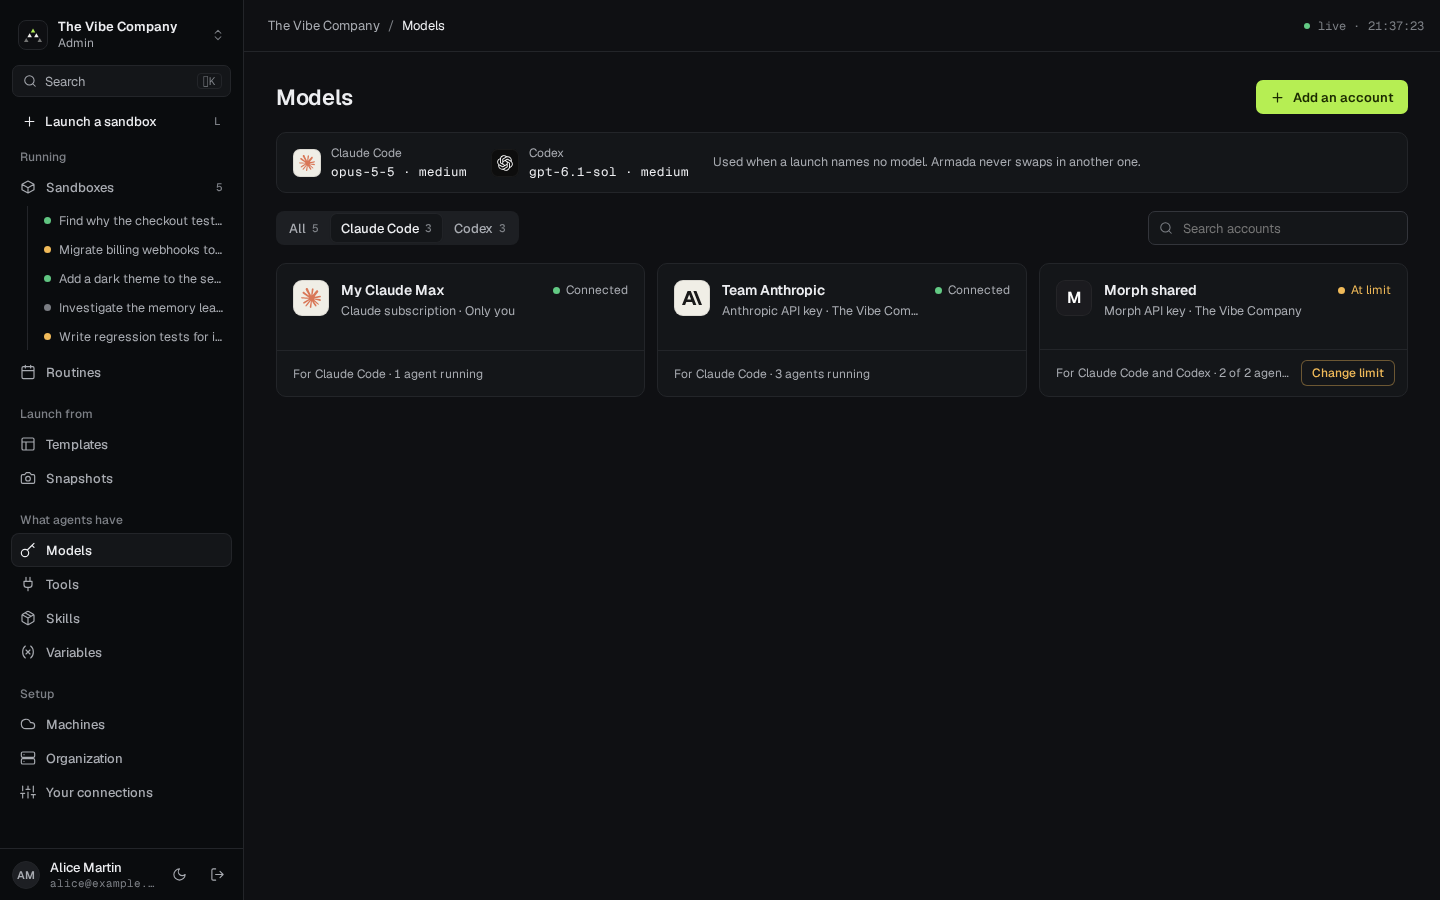 The Vibe Company
Admin
Search
K
Launch a sandbox
L
Running
Sandboxes 5
Find why the checkout test…
Migrate billing webhooks to…
Add a dark theme to the se…
Investigate the memory lea…
Write regression tests for i…
Routines
Launch from
Templates
Snapshots
What agents have
Models
Tools
Skills
Variables
Setup
Machines
Organization
Your connections
AM
Alice Martin
alice@example.…
The Vibe Company / Models
live · 21:37:23
Models
Add an account
Claude Code
opus-5-5 · medium
Codex
gpt-6.1-sol · medium
Used when a launch names no model. Armada never swaps in another one.
All 5
Claude Code 3
Codex 3
Search accounts
My Claude Max
Connected
Claude subscription · Only you
For Claude Code · 1 agent running
Team Anthropic
Connected
Anthropic API key · The Vibe Com…
For Claude Code · 3 agents running
M
Morph shared
At limit
Morph API key · The Vibe Company
For Claude Code and Codex · 2 of 2 agen…
Change limit